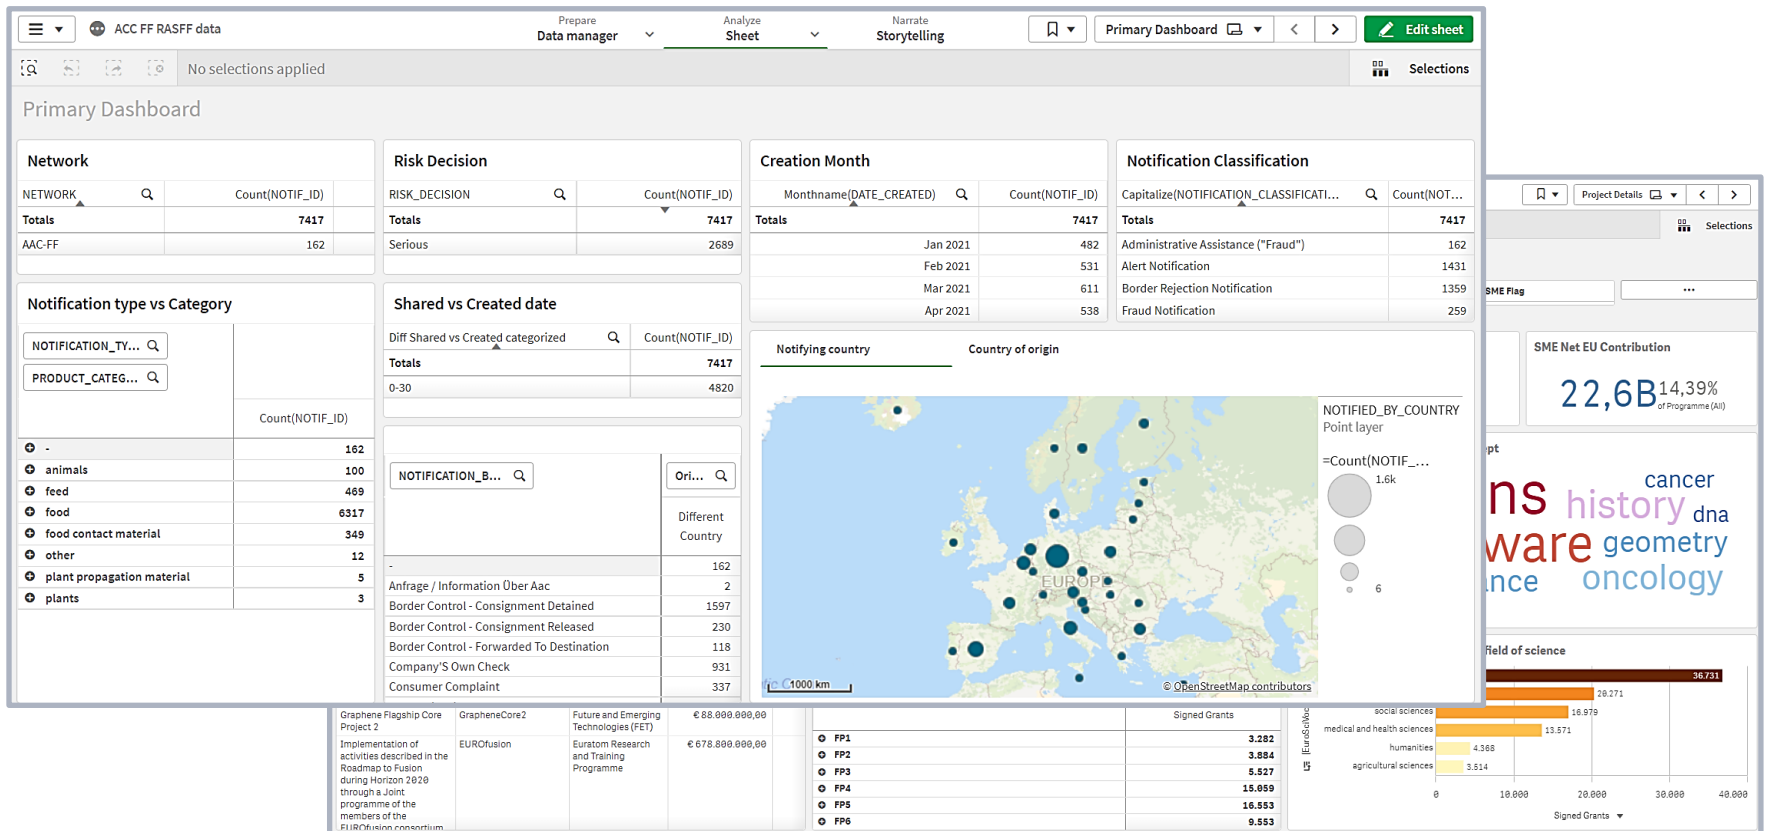 ACC FF RASFF data
Prepare
Data manager
Analyze
Sheet
Narrate
Storytelling
Primary Dashboard
Edit sheet
No selections applied
Selections
Primary Dashboard
Network
NETWORK
Count(NOTIF_ID)
Totals
7417
AAC-FF
162
Risk Decision
RISK_DECISION
Count(NOTIF_ID)
Totals
7417
Serious
2689
Creation Month
Monthname(DATE_CREATED)
Count(NOTIF_ID)
Totals
7417
Jan 2021
482
Feb 2021
531
Mar 2021
611
Apr 2021
538
Notification Classification
Capitalize(NOTIFICATION_CLASSIFICATI...
Count(NOT...
Totals
7417
Administrative Assistance ("Fraud")
162
Alert Notification
1431
Border Rejection Notification
1359
Fraud Notification
259
Notification type vs Category
NOTIFICATION_TY...
PRODUCT_CATEG...
Count(NOTIF_ID)
-
162
animals
100
feed
469
food
6317
food contact material
349
other
12
plant propagation material
5
plants
3
Shared vs Created date
Diff Shared vs Created categorized
Count(NOTIF_ID)
Totals
7417
0-30
4820
NOTIFICATION_B...
Ori...
Different
Country
-
162
Anfrage / Information Über Aac
2
Border Control - Consignment Detained
1597
Border Control - Consignment Released
230
Border Control - Forwarded To Destination
118
Company'S Own Check
931
Consumer Complaint
337
Notifying country
Country of origin
EUROPE
1000 km
© OpenStreetMap contributors
NOTIFIED_BY_COUNTRY
Point layer
=Count(NOTIF_...
1.6k
6
Project Details
Selections
SME Flag
...
SME Net EU Contribution
22,6B
14,39%
of Programme (All)
cancer
history
dna
ware
geometry
oncology
field of science
36.731
20.271
social sciences
16.979
medical and health sciences
13.571
humanities
4.368
agricultural sciences
3.514
0
10.000
20.000
30.000
40.000
Signed Grants
Graphene Flagship Core
Project 2
GrapheneCore2
Future and Emerging
Technologies (FET)
€ 88.000.000,00
Implementation of
activities described in the
Roadmap to Fusion
during Horizon 2020
through a Joint
programme of the
members of the
EUROfusion consortium
EUROfusion
Euratom Research
and Training
Programme
€ 678.800.000,00
Signed Grants
FP1
3.282
FP2
3.884
FP3
5.527
FP4
15.059
FP5
16.553
FP6
9.553